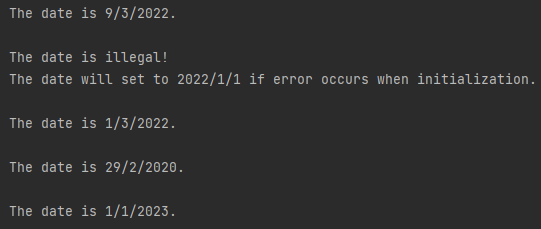 The date is 9/3/2022.
The date is illegal!
The date will set to 2022/1/1 if error occurs when initialization.
The date is 1/3/2022.
The date is 29/2/2020.
The date is 1/1/2023.